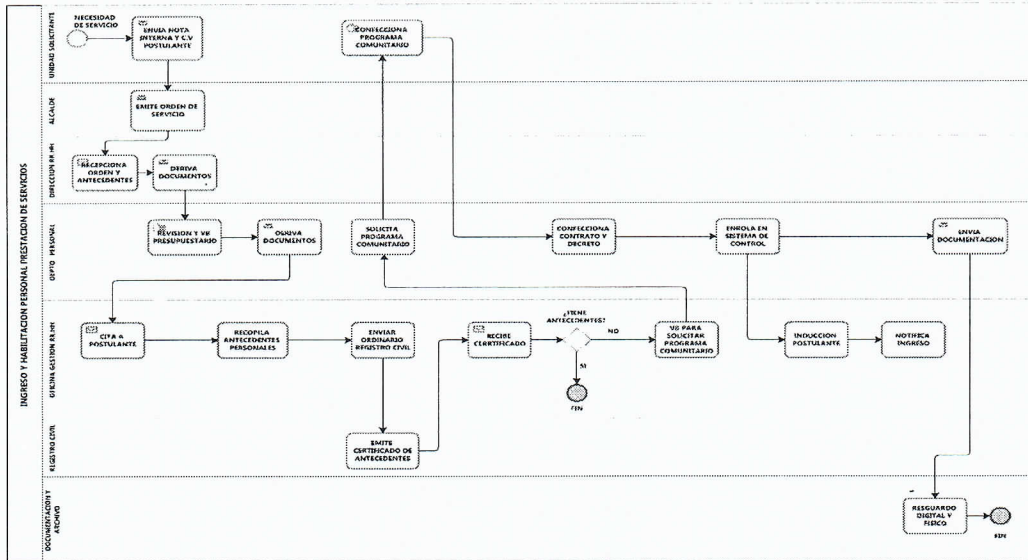 INGRESO Y HABILITACION PERSONAL PRESTACION DE SERVICIOS
UNIDAD SOLICITANTE
NECESIDAD
DE SERVICIO
ENVIA NOTA
INTERNA Y C.V
POSTULANTE
CONFECCIONA
PROGRAMA
COMUNITARIO
ALCALDE
EMITE ORDEN DE
SERVICIO
DIRECCION RR.HH
RECEPCIONA
ORDEN Y
ANTECEDENTES
DERIVA
DOCUMENTOS
DEPTO PERSONAL
REVISION Y VB
PRESUPUESTARIO
DERIVA
DOCUMENTOS
SOLICITA
PROGRAMA
COMUNITARIO
CONFECCIONA
CONTRATO Y
DECRETO
ENROLA EN
SISTEMA DE
CONTROL
ENVIA
DOCUMENTACION
OFICINA GESTION RR.HH
CITA A
POSTULANTE
RECOPILA
ANTECEDENTES
PERSONALES
ENVIAR
ORDINARIO
REGISTRO CIVIL
RECIBE
CERTIFICADO
¿TIENE
ANTECEDENTES?
NO
SI
FIN
VB PARA
SOLICITAR
PROGRAMA
COMUNITARIO
INDUCCION
POSTULANTE
NOTIFICA
INGRESO
REGISTRO CIVIL
EMITE
CERTIFICADO DE
ANTECEDENTES
DOCUMENTACION Y
ARCHIVO
RESGUARDO
DIGITAL Y
FISICO
FIN